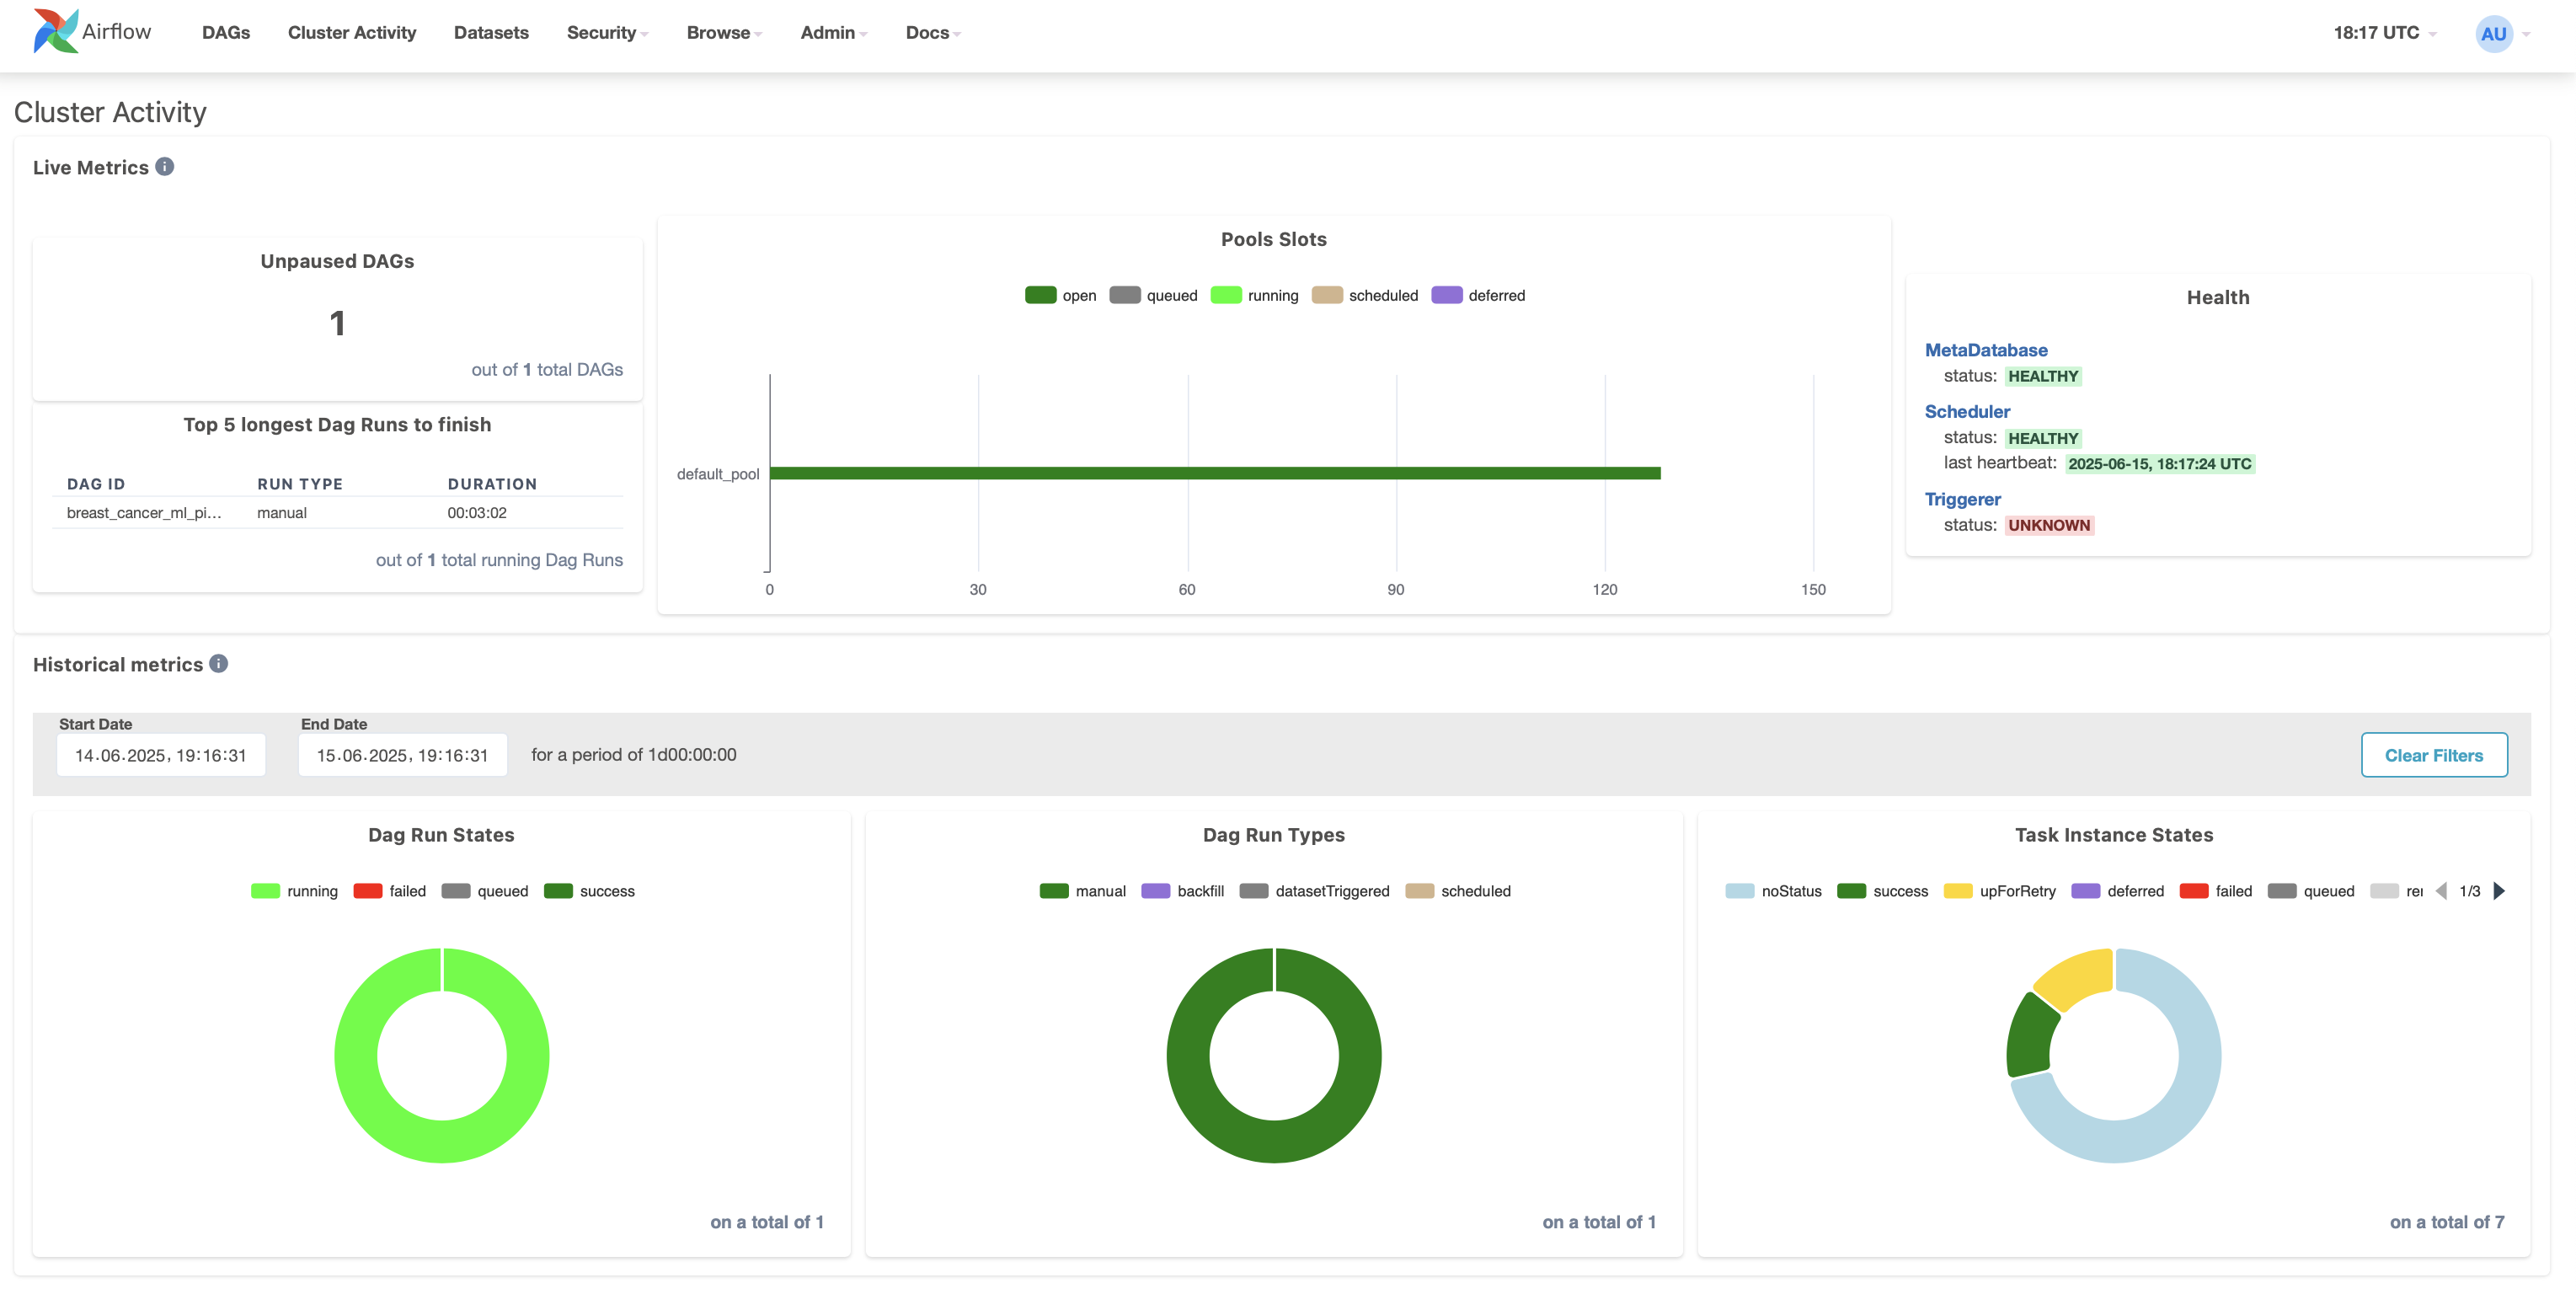 Airflow DAGs Cluster Activity Datasets Security Browse Admin Docs 18:17 UTC AU
Cluster Activity
Live Metrics
Unpaused DAGs
1
out of 1 total DAGs
Top 5 longest Dag Runs to finish
DAG ID RUN TYPE DURATION
breast_cancer_ml_pi... manual 00:03:02
out of 1 total running Dag Runs
Pools Slots
open queued running scheduled deferred
default_pool
0 30 60 90 120 150
Health
MetaDatabase
status: HEALTHY
Scheduler
status: HEALTHY
last heartbeat: 2025-06-15, 18:17:24 UTC
Triggerer
status: UNKNOWN
Historical metrics
Start Date End Date
14.06.2025, 19:16:31 15.06.2025, 19:16:31 for a period of 1d00:00:00 Clear Filters
Dag Run States
running failed queued success
on a total of 1
Dag Run Types
manual backfill datasetTriggered scheduled
on a total of 1
Task Instance States
noStatus success upForRetry deferred failed queued 1/3
on a total of 7